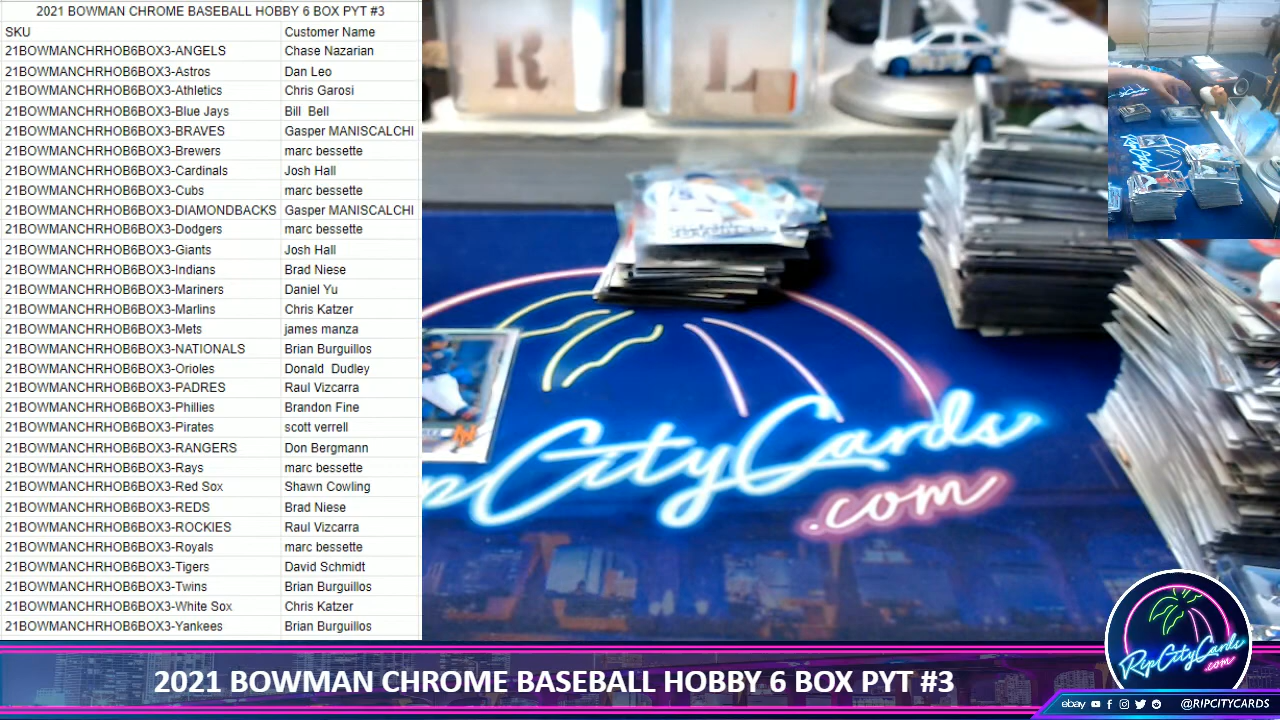 2021 BOWMAN CHROME BASEBALL HOBBY 6 BOX PYT #3
SKU Customer Name
21BOWMANCHRHOB6BOX3-ANGELS Chase Nazarian
21BOWMANCHRHOB6BOX3-Astros Dan Leo
21BOWMANCHRHOB6BOX3-Athletics Chris Garosi
21BOWMANCHRHOB6BOX3-Blue Jays Bill Bell
21BOWMANCHRHOB6BOX3-BRAVES Gasper MANISCALCHI
21BOWMANCHRHOB6BOX3-Brewers marc bessette
21BOWMANCHRHOB6BOX3-Cardinals Josh Hall
21BOWMANCHRHOB6BOX3-Cubs marc bessette
21BOWMANCHRHOB6BOX3-DIAMONDBACKS Gasper MANISCALCHI
21BOWMANCHRHOB6BOX3-Dodgers marc bessette
21BOWMANCHRHOB6BOX3-Giants Josh Hall
21BOWMANCHRHOB6BOX3-Indians Brad Niese
21BOWMANCHRHOB6BOX3-Mariners Daniel Yu
21BOWMANCHRHOB6BOX3-Marlins Chris Katzer
21BOWMANCHRHOB6BOX3-Mets james manza
21BOWMANCHRHOB6BOX3-NATIONALS Brian Burguillos
21BOWMANCHRHOB6BOX3-Orioles Donald Dudley
21BOWMANCHRHOB6BOX3-PADRES Raul Vizcarra
21BOWMANCHRHOB6BOX3-Phillies Brandon Fine
21BOWMANCHRHOB6BOX3-Pirates scott verrell
21BOWMANCHRHOB6BOX3-RANGERS Don Bergmann
21BOWMANCHRHOB6BOX3-Rays marc bessette
21BOWMANCHRHOB6BOX3-Red Sox Shawn Cowling
21BOWMANCHRHOB6BOX3-REDS Brad Niese
21BOWMANCHRHOB6BOX3-ROCKIES Raul Vizcarra
21BOWMANCHRHOB6BOX3-Royals marc bessette
21BOWMANCHRHOB6BOX3-Tigers David Schmidt
21BOWMANCHRHOB6BOX3-Twins Brian Burguillos
21BOWMANCHRHOB6BOX3-White Sox Chris Katzer
21BOWMANCHRHOB6BOX3-Yankees Brian Burguillos
R L
pCityCards
.com
RipCityCards
.com
2021 BOWMAN CHROME BASEBALL HOBBY 6 BOX PYT #3
ebay @RIPCITYCARDS